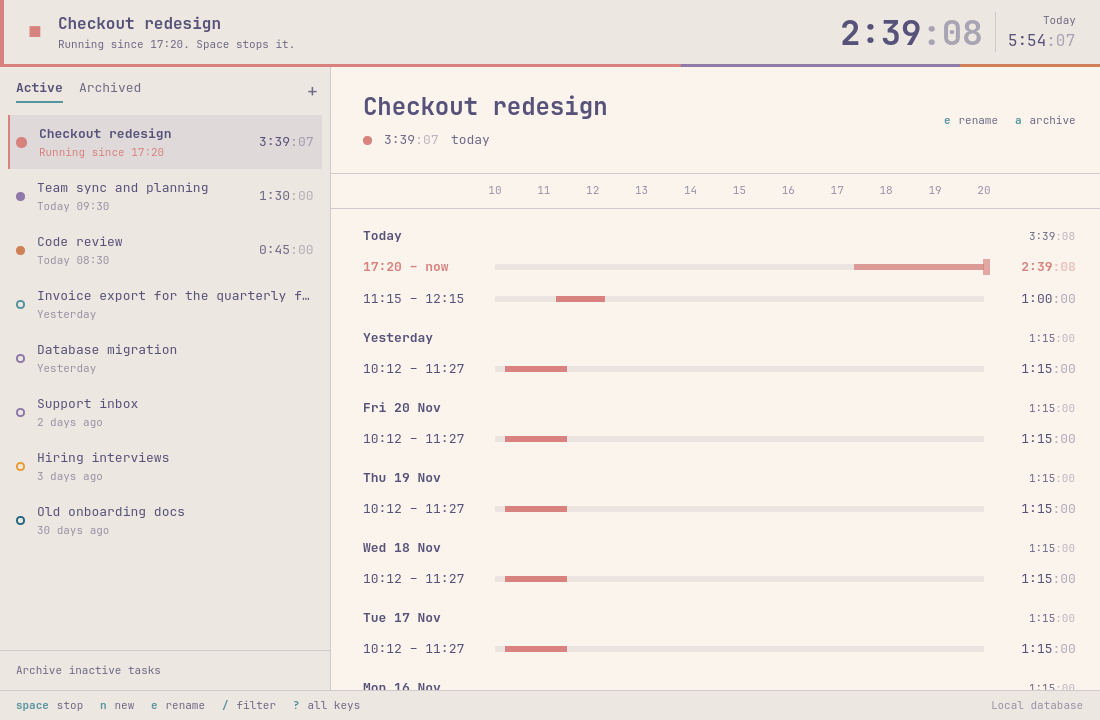 Checkout redesign
Running since 17:20. Space stops it.
2:39:08
Today
5:54:07
Active Archived +
Checkout redesign
Running since 17:20
3:39:07
Team sync and planning
Today 09:30
1:30:00
Code review
Today 08:30
0:45:00
Invoice export for the quarterly f…
Yesterday
Database migration
Yesterday
Support inbox
2 days ago
Hiring interviews
3 days ago
Old onboarding docs
30 days ago
Archive inactive tasks
Checkout redesign
3:39:07 today
e rename a archive
10 11 12 13 14 15 16 17 18 19 20
Today 3:39:08
17:20 – now 2:39:08
11:15 – 12:15 1:00:00
Yesterday 1:15:00
10:12 – 11:27 1:15:00
Fri 20 Nov 1:15:00
10:12 – 11:27 1:15:00
Thu 19 Nov 1:15:00
10:12 – 11:27 1:15:00
Wed 18 Nov 1:15:00
10:12 – 11:27 1:15:00
Tue 17 Nov 1:15:00
10:12 – 11:27 1:15:00
Mon 16 Nov 1:15:00
space stop n new e rename / filter ? all keys
Local database